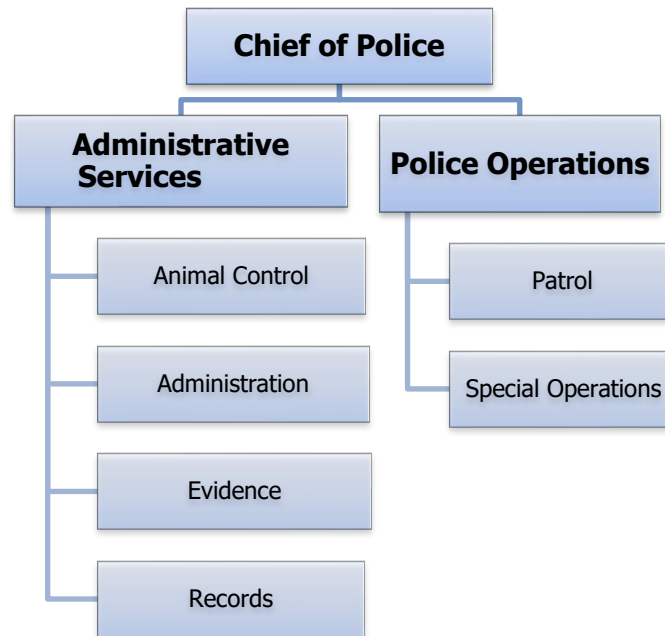 Chief of Police
Administrative
Services
Police Operations
Animal Control
Patrol
Administration
Special Operations
Evidence
Records